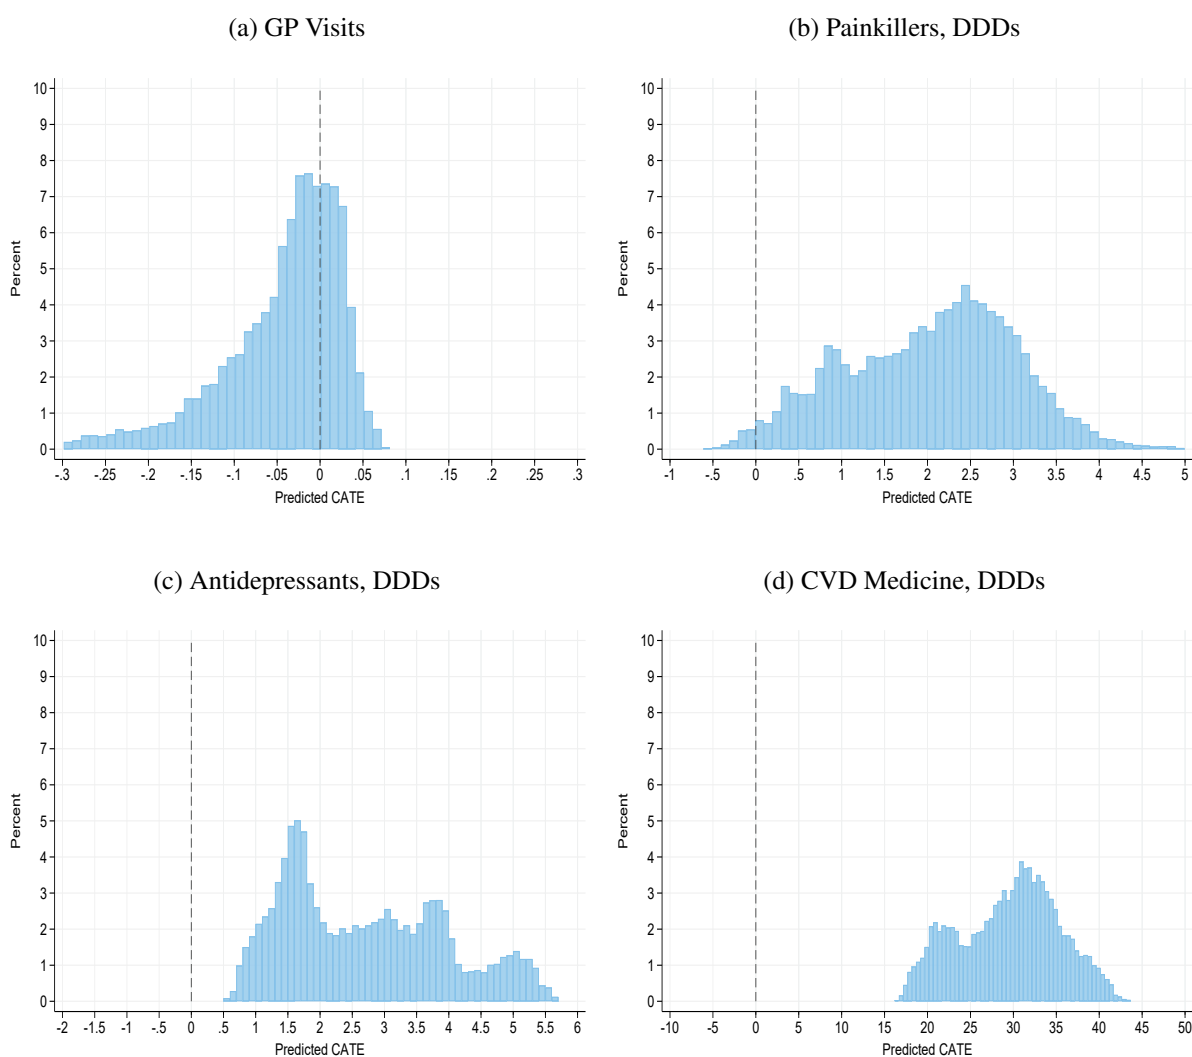 (a) GP Visits
(b) Painkillers, DDDs
10
9
8
7
6
5
4
3
2
1
0
Percent
-.3 -.25 -.2 -.15 -.1 -.05 0 .05 .1 .15 .2 .25 .3
Predicted CATE
10
9
8
7
6
5
4
3
2
1
0
Percent
-1 -.5 0 .5 1 1.5 2 2.5 3 3.5 4 4.5 5
Predicted CATE
(c) Antidepressants, DDDs
(d) CVD Medicine, DDDs
10
9
8
7
6
5
4
3
2
1
0
Percent
-2 -1.5 -1 -.5 0 .5 1 1.5 2 2.5 3 3.5 4 4.5 5 5.5 6
Predicted CATE
10
9
8
7
6
5
4
3
2
1
0
Percent
-10 -5 0 5 10 15 20 25 30 35 40 45 50
Predicted CATE